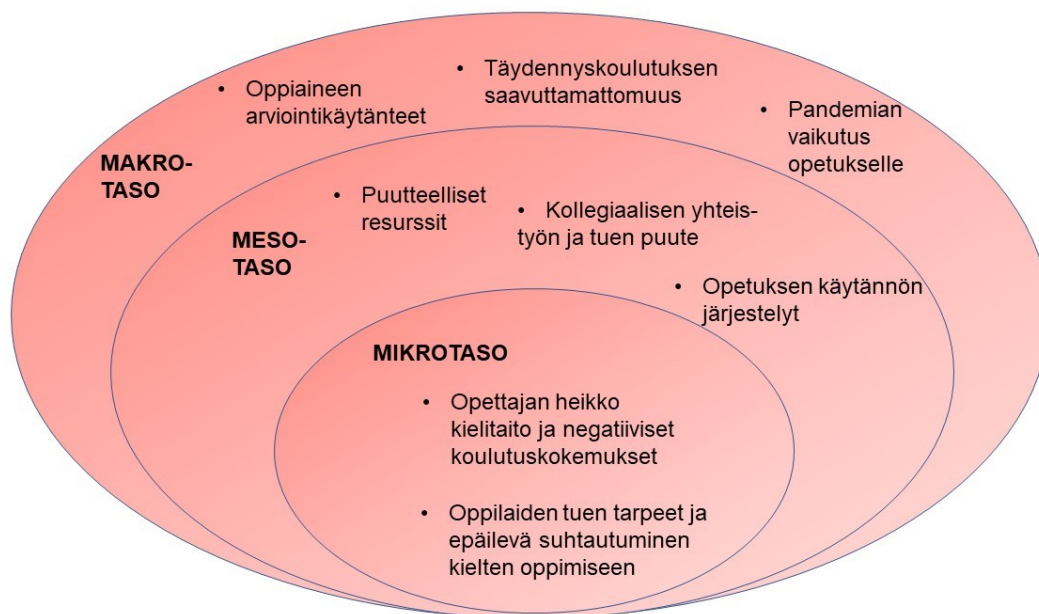 • Oppiaineen
arviointikäytänteet
• Täydennyskoulutuksen
saavuttamattomuus
• Pandemian
vaikutus
opetukselle
MAKRO-
TASO
• Puutteelliset
resurssit
• Kollegiaalisen yhteis-
työn ja tuen puute
MESO-
TASO
• Opetuksen käytännön
järjestelyt
MIKROTASO
• Opettajan heikko
kielitaito ja negatiiviset
koulutuskokemukset
• Oppilaiden tuen tarpeet ja
epäilevä suhtautuminen
kielten oppimiseen